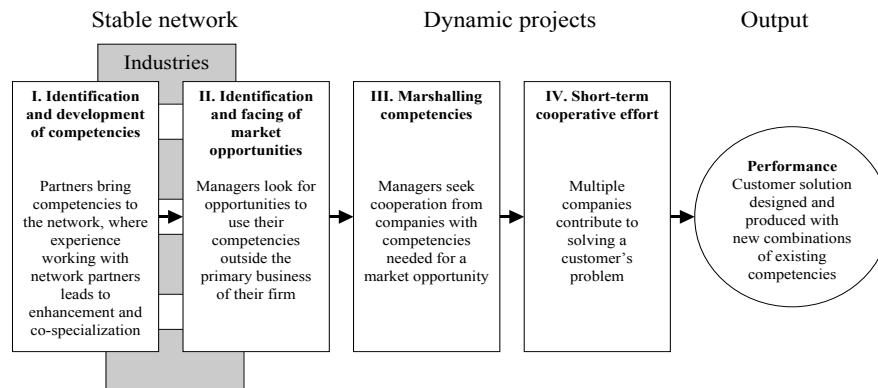 Stable network
Dynamic projects
Output
Industries
I. Identification
and development
of competencies
Partners bring
competencies to
the network, where
experience
working with
network partners
leads to
enhancement and
co-specialization
II. Identification
and facing of
market
opportunities
Managers look for
opportunities to
use their
competencies
outside the
primary business
of their firm
III. Marshalling
competencies
Managers seek
cooperation from
companies with
competencies
needed for a
market opportunity
IV. Short-term
cooperative effort
Multiple
companies
contribute to
solving a
customer's
problem
Performance
Customer solution
designed and
produced with
new combinations
of existing
competencies